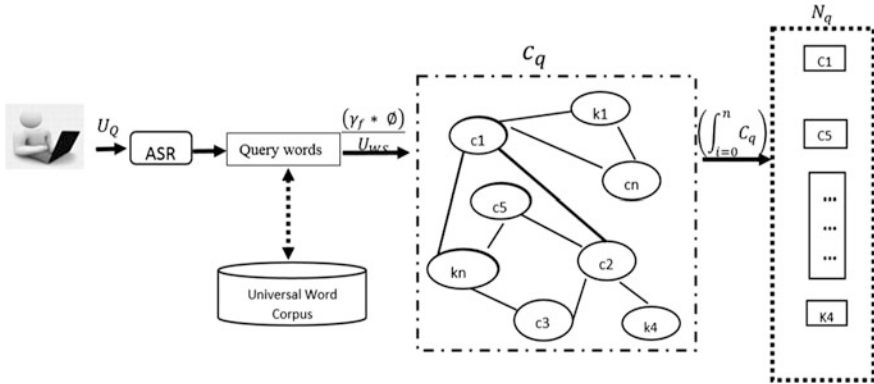 U_Q
ASR
Query words
(γ_f * ∅)
U_WS
Universal Word
Corpus
C_q
c1
k1
cn
c5
c2
kn
c3
k4
(∫_{i=0}^{n} C_q)
N_q
C1
C5
...
...
...
K4